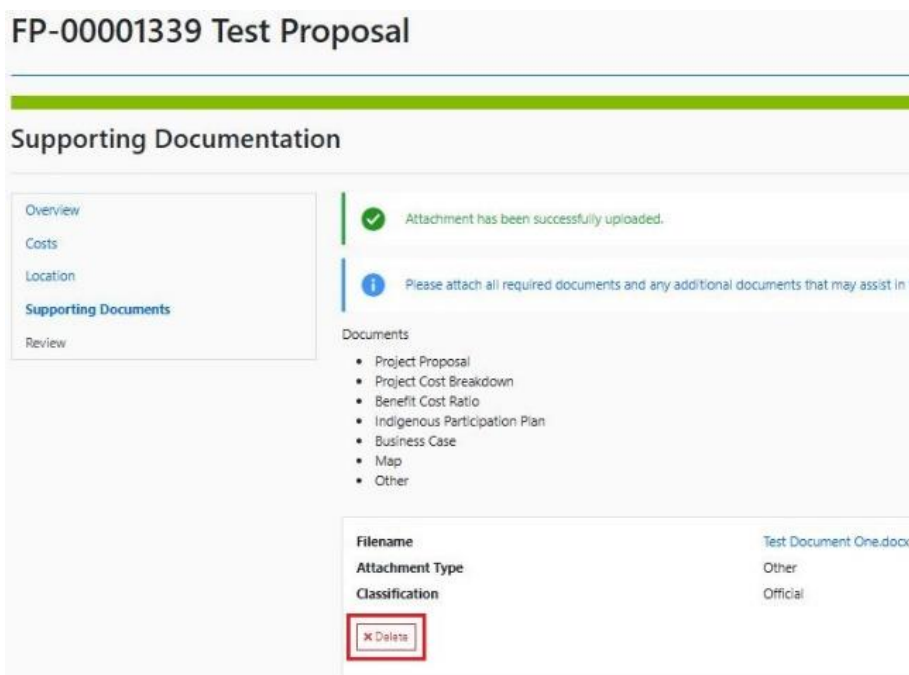 FP-00001339 Test Proposal
Supporting Documentation
Overview
Costs
Location
Supporting Documents
Review
Attachment has been successfully uploaded.
Please attach all required documents and any additional documents that may assist in
Documents
Project Proposal
Project Cost Breakdown
Benefit Cost Ratio
Indigenous Participation Plan
Business Case
Map
Other
Filename Test Document One.docx
Attachment Type Other
Classification Official
Delete